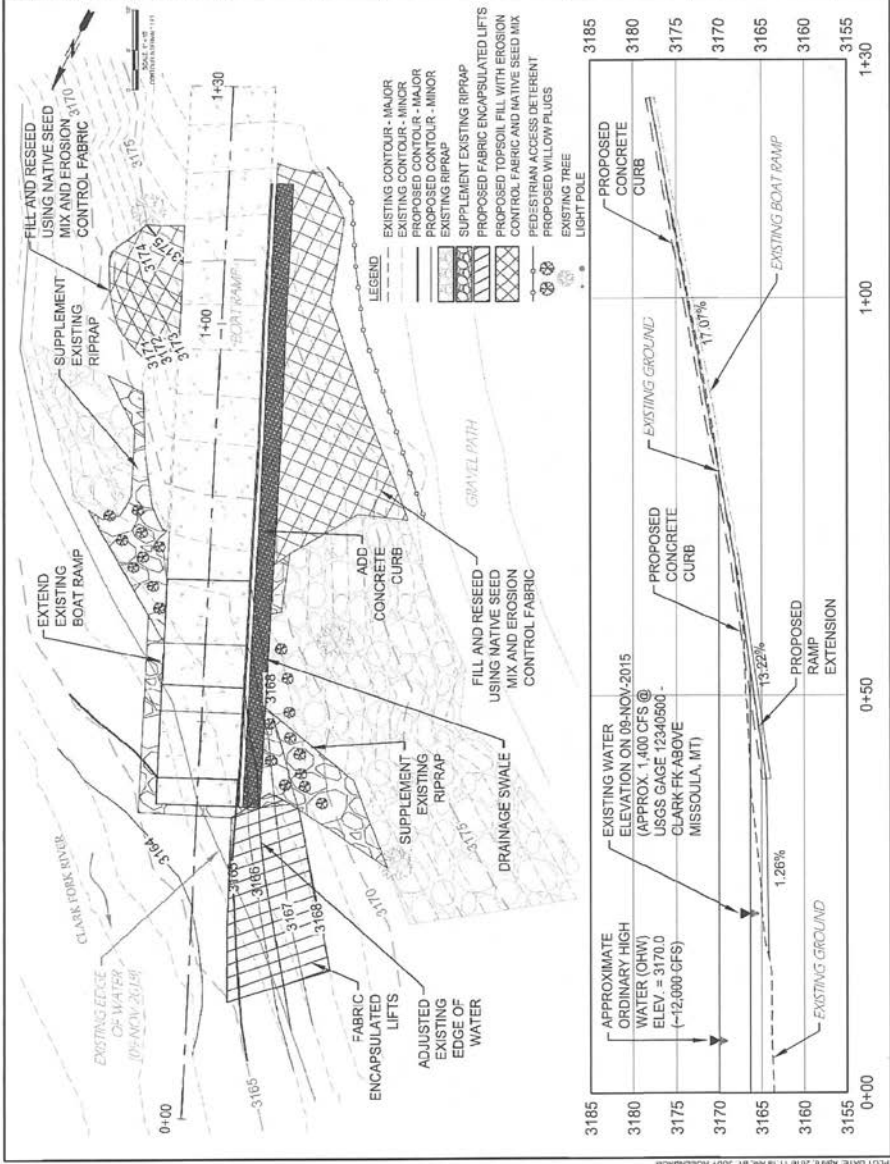 CLARK FORK RIVER
EXISTING EDGE
OF WATER
0+00
3165
3164
FABRIC
ENCAPSULATED
LIFTS
ADJUSTED
EXISTING
EDGE OF
WATER
3165
3166
3167
3168
3170
EXTEND
EXISTING
BOAT RAMP
SUPPLEMENT
EXISTING
RIPRAP
FILL AND RESEED
USING NATIVE SEED
MIX AND EROSION
CONTROL FABRIC
3170
3175
3171
3172
3173
3174
3175
1+00
BOAT RAMP
1+30
3168
ADD
CONCRETE
CURB
SUPPLEMENT
EXISTING
RIPRAP
DRAINAGE SWALE
3175
FILL AND RESEED
USING NATIVE SEED
MIX AND EROSION
CONTROL FABRIC
GRAVEL PATH
LEGEND
EXISTING CONTOUR - MAJOR
EXISTING CONTOUR - MINOR
PROPOSED CONTOUR - MAJOR
PROPOSED CONTOUR - MINOR
EXISTING RIPRAP
SUPPLEMENT EXISTING RIPRAP
PROPOSED FABRIC ENCAPSULATED LIFTS
PROPOSED TOPSOIL FILL WITH EROSION
CONTROL FABRIC AND NATIVE SEED MIX
PEDESTRIAN ACCESS DETERENT
PROPOSED WILLOW PLUGS
EXISTING TREE
LIGHT POLE
3185
3180
3175
3170
3165
3160
3155
APPROXIMATE
ORDINARY HIGH
WATER (OHW)
ELEV. = 3170.0
(~12,000 CFS)
EXISTING WATER
ELEVATION ON 09-NOV-2015
(APPROX. 1,400 CFS @
USGS GAGE 12340500 -
CLARK FK ABOVE
MISSOULA, MT)
PROPOSED
CONCRETE
CURB
EXISTING GROUND
PROPOSED
CONCRETE
CURB
EXISTING GROUND
1.26%
13.22%
17.07%
PROPOSED
RAMP
EXTENSION
EXISTING BOAT RAMP
3185
3180
3175
3170
3165
3160
3155
0+00
0+50
1+00
1+30